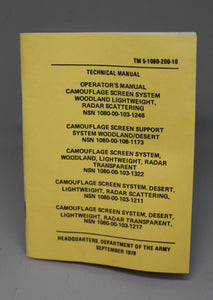 TM 5-1080-200-10
TECHNICAL MANUAL
OPERATOR'S MANUAL
CAMOUFLAGE SCREEN SYSTEM
WOODLAND LIGHTWEIGHT,
RADAR SCATTERING
NSN 1080-00-103-1246
CAMOUFLAGE SCREEN SUPPORT
SYSTEM WOODLAND/DESERT
NSN 1080-00-108-1173
CAMOUFLAGE SCREEN SYSTEM,
WOODLAND, LIGHTWEIGHT, RADAR
TRANSPARENT
NSN 1080-00-103-1322
CAMOUFLAGE SCREEN SYSTEM. DESERT,
LIGHTWEIGHT, RADAR SCATTERING,
NSN 1080-00-103-1211
CAMOUFLAGE SCREEN SYSTEM, DESERT,
LIGHTWEIGHT, RADAR TRANSPARENT
NSN 1080-00-103-1217
HEADQUARTERS, DEPARTMENT OF THE ARMY
SEPTEMBER 1978